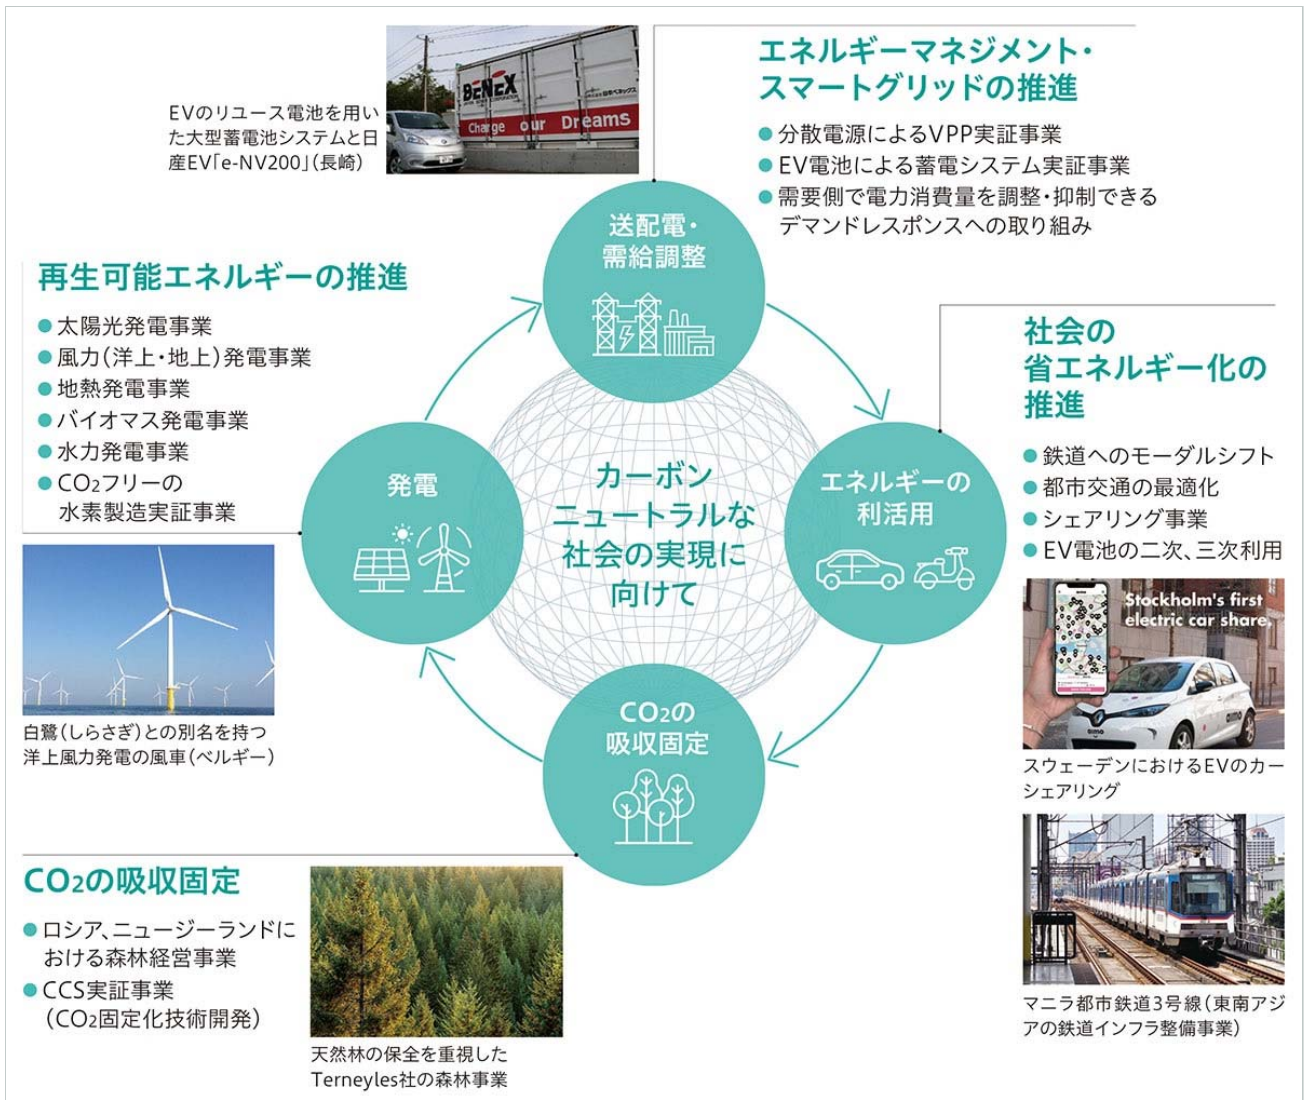 EVのリユース電池を用い
た大型蓄電池システムと日
産EV「e-NV200」(長崎)
BENEX
Charge our Dreams
エネルギーマネジメント・
スマートグリッドの推進
● 分散電源によるVPP実証事業
● EV電池による蓄電システム実証事業
● 需要側で電力消費量を調整・抑制できる
デマンドレスポンスへの取り組み
送配電・
需給調整
再生可能エネルギーの推進
● 太陽光発電事業
● 風力(洋上・地上)発電事業
● 地熱発電事業
● バイオマス発電事業
● 水力発電事業
● CO2フリーの
水素製造実証事業
発電
カーボン
ニュートラルな
社会の実現に
向けて
エネルギーの
利活用
社会の
省エネルギー化の
推進
● 鉄道へのモーダルシフト
● 都市交通の最適化
● シェアリング事業
● EV電池の二次、三次利用
Stockholm's first
electric car share.
aimo
aimo
スウェーデンにおけるEVのカー
シェアリング
白鷺(しらさぎ)との別名を持つ
洋上風力発電の風車(ベルギー)
CO2の
吸収固定
マニラ都市鉄道3号線(東南アジ
アの鉄道インフラ整備事業)
CO2の吸収固定
● ロシア、ニュージーランドに
おける森林経営事業
● CCS実証事業
(CO2固定化技術開発)
天然林の保全を重視した
Terneyles社の森林事業